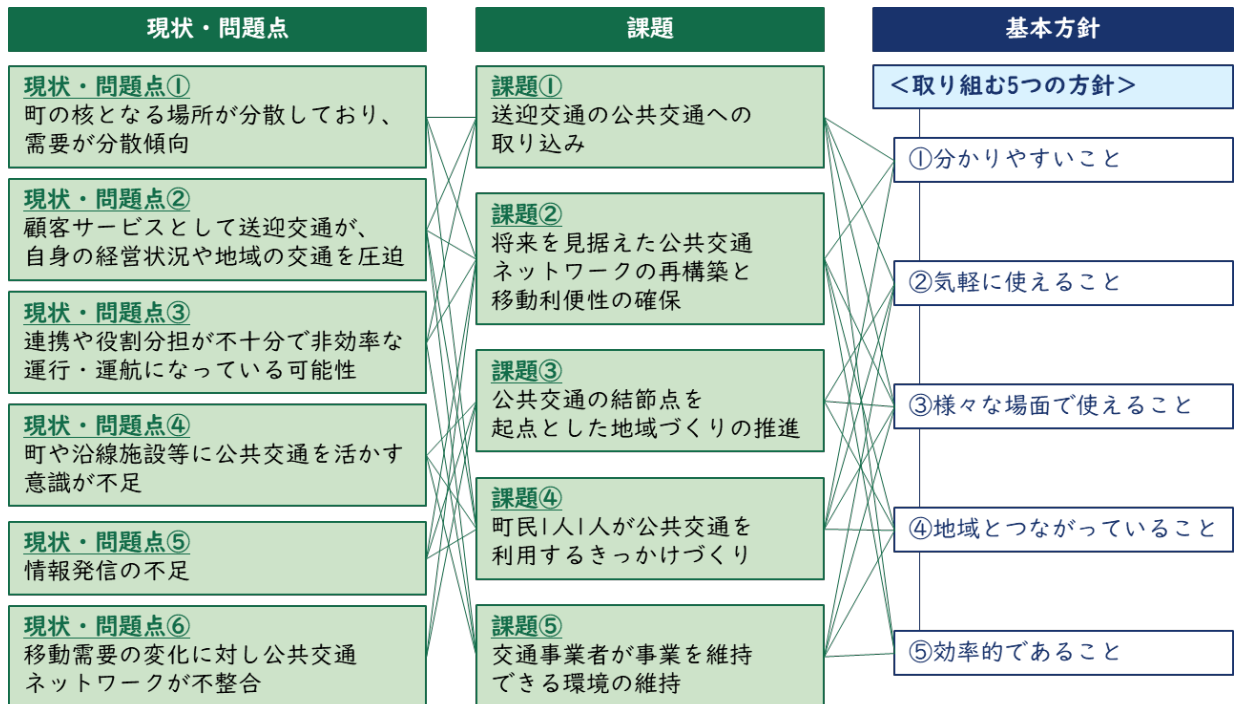 現状・問題点
現状・問題点①
町の核となる場所が分散しており、
需要が分散傾向
現状・問題点②
顧客サービスとして送迎交通が、
自身の経営状況や地域の交通を圧迫
現状・問題点③
連携や役割分担が不十分で非効率な
運行・運航になっている可能性
現状・問題点④
町や沿線施設等に公共交通を活かす
意識が不足
現状・問題点⑤
情報発信の不足
現状・問題点⑥
移動需要の変化に対し公共交通
ネットワークが不整合
課題
課題①
送迎交通の公共交通への
取り込み
課題②
将来を見据えた公共交通
ネットワークの再構築と
移動利便性の確保
課題③
公共交通の結節点を
起点とした地域づくりの推進
課題④
町民1人1人が公共交通を
利用するきっかけづくり
課題⑤
交通事業者が事業を維持
できる環境の維持
基本方針
<取り組む5つの方針>
①分かりやすいこと
②気軽に使えること
③様々な場面で使えること
④地域とつながっていること
⑤効率的であること